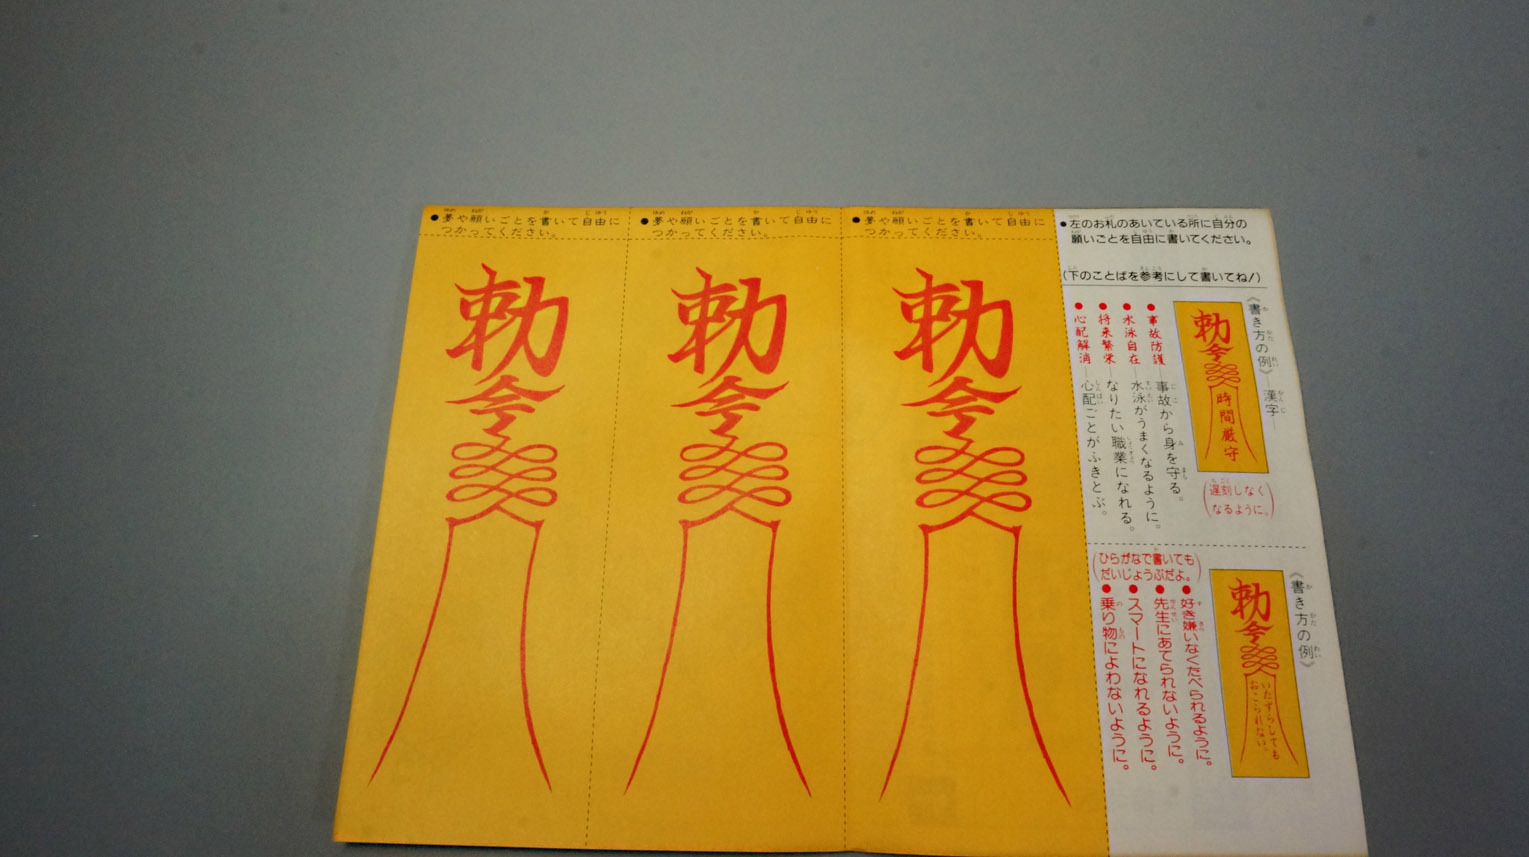 ●夢や願いごとを書いて自由に
つかってください。
勅令
●夢や願いごとを書いて自由に
つかってください。
勅令
●夢や願いごとを書いて自由に
つかってください。
勅令
●左のお札のあいている所に自分の
願いごとを自由に書いてください。
(下のことばを参考にして書いてね!)
《書き方の例》―漢字―
勅令
時間厳守
(遅刻しなく
なるように。)
●事故防護―事故から身を守る。
●水泳自在―水泳がうまくなるように。
●将来繁栄―なりたい職業になれる。
●心配解消―心配ごとがふきとぶ。
《書き方の例》
勅令
いたずらしても
おこられない。
(ひらがなで書いても
だいじょうぶだよ。)
●好き嫌いなくたべられるように。
●先生にあてられないように。
●スマートになれるように。
●乗り物によわないように。